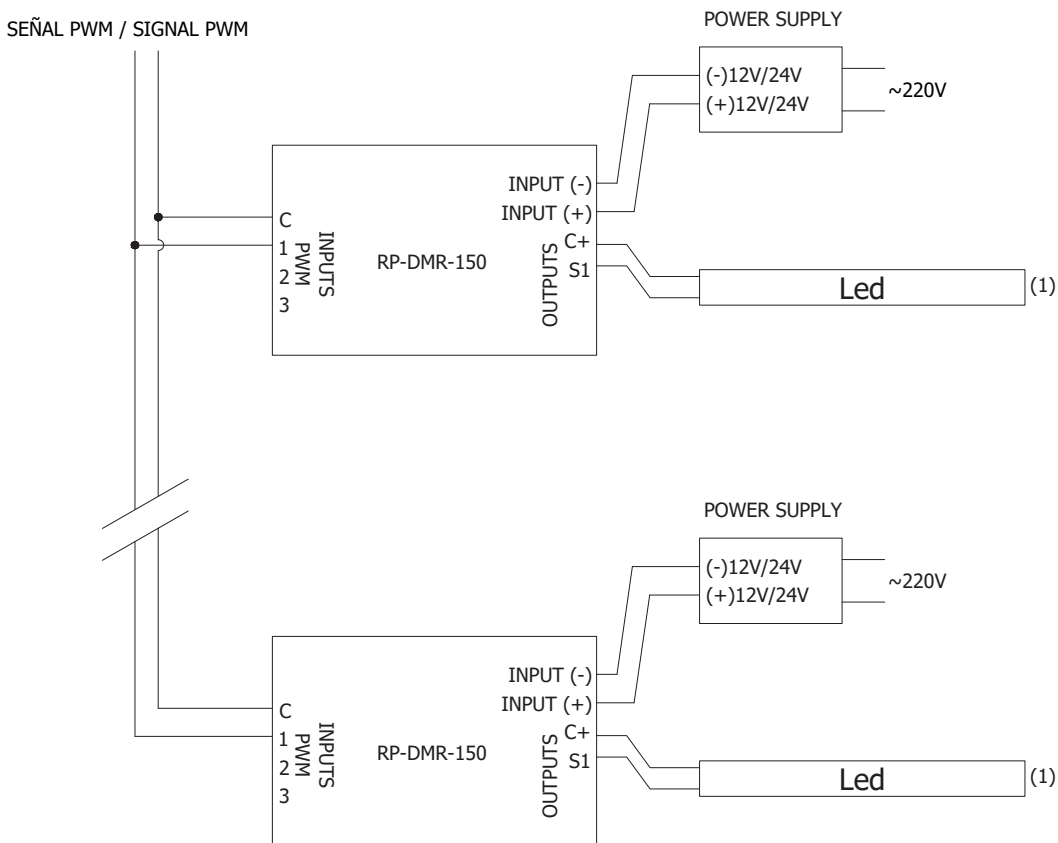 SEÑAL PWM / SIGNAL PWM
POWER SUPPLY
(-)12V/24V
(+)12V/24V
~220V
INPUT (-)
INPUT (+)
C+
S1
OUTPUTS
C
1
2
3
PWM
INPUTS
RP-DMR-150
Led
(1)
POWER SUPPLY
(-)12V/24V
(+)12V/24V
~220V
INPUT (-)
INPUT (+)
C+
S1
OUTPUTS
C
1
2
3
PWM
INPUTS
RP-DMR-150
Led
(1)